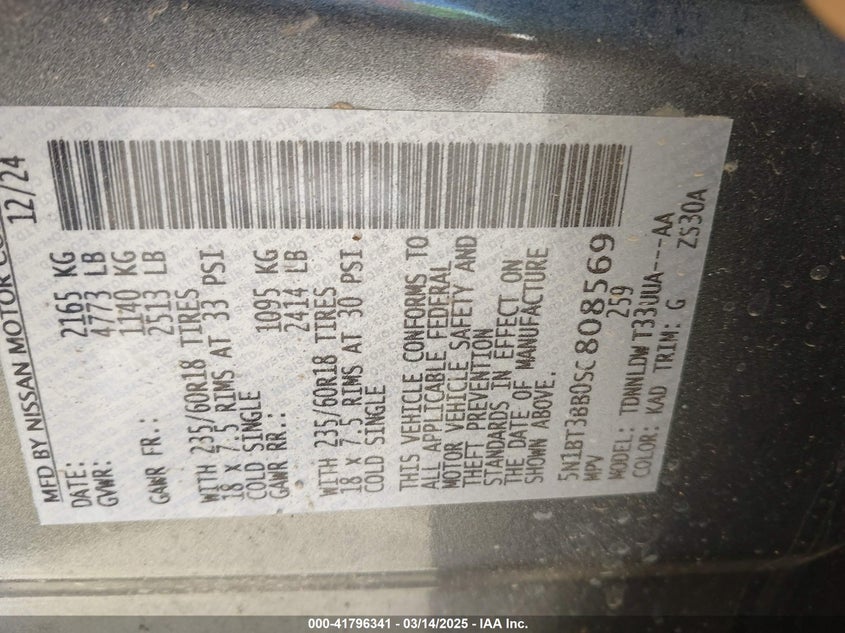 MFD BY NISSAN MOTOR CO
DATE: 12/24
GVWR: 2165 KG
4773 LB
GAWR FR.: 1140 KG
2513 LB
WITH 235/60R18 TIRES
18 X 7.5 RIMS AT 33 PSI
COLD SINGLE
GAWR RR.: 1095 KG
2414 LB
WITH 235/60R18 TIRES
18 X 7.5 RIMS AT 30 PSI
COLD SINGLE
THIS VEHICLE CONFORMS TO
ALL APPLICABLE FEDERAL
MOTOR VEHICLE SAFETY AND
THEFT PREVENTION
STANDARDS IN EFFECT ON
THE DATE OF MANUFACTURE
SHOWN ABOVE.
5N1BT3BB0SC808569
MPV 259
MODEL: TDNNLDWT33UUA---AA
COLOR: KAD TRIM: G ZS30A
000-41796341 - 03/14/2025 - IAA Inc.